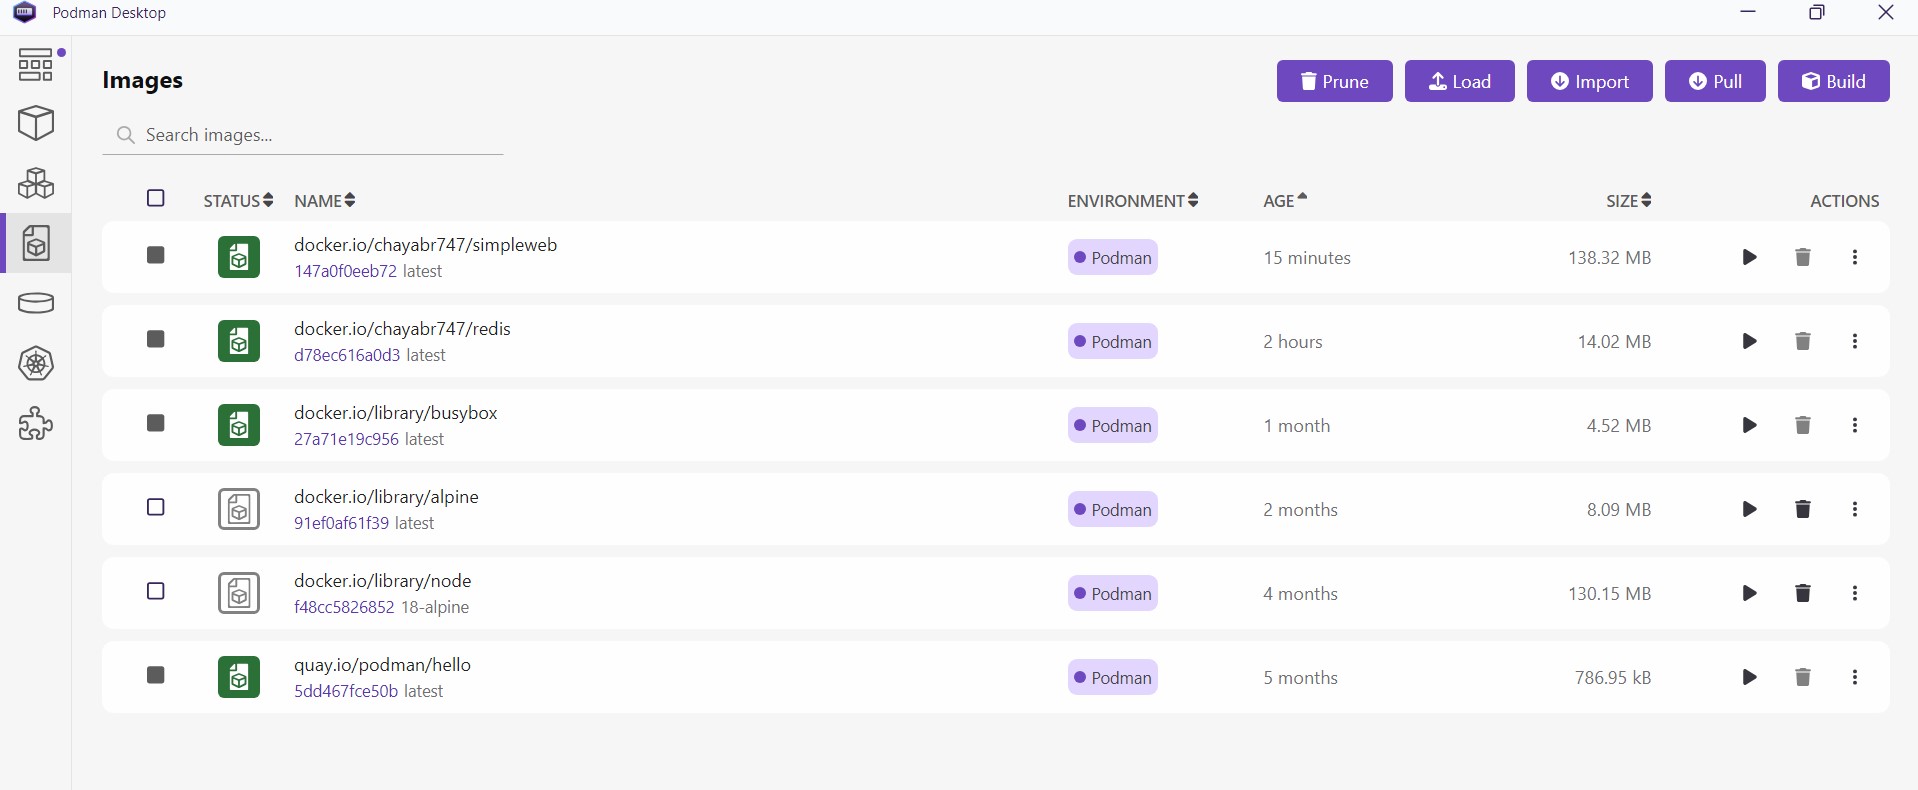 Podman Desktop
Images
Prune
Load
Import
Pull
Build
Search images...
STATUS NAME ENVIRONMENT AGE SIZE ACTIONS
docker.io/chayabr747/simpleweb
147a0f0eeb72 latest
Podman
15 minutes
138.32 MB
docker.io/chayabr747/redis
d78ec616a0d3 latest
Podman
2 hours
14.02 MB
docker.io/library/busybox
27a71e19c956 latest
Podman
1 month
4.52 MB
docker.io/library/alpine
91ef0af61f39 latest
Podman
2 months
8.09 MB
docker.io/library/node
f48cc5826852 18-alpine
Podman
4 months
130.15 MB
quay.io/podman/hello
5dd467fce50b latest
Podman
5 months
786.95 kB